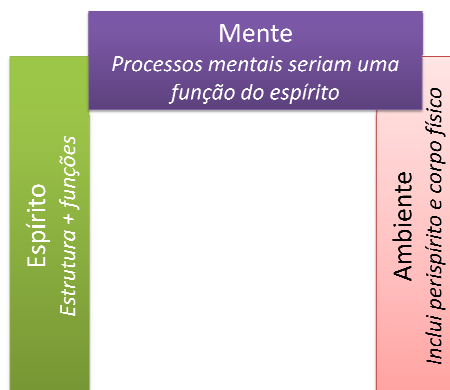 Mente
Processos mentais seriam uma
função do espírito
Espírito
Estrutura + funções
Ambiente
Inclui perispírito e corpo físico